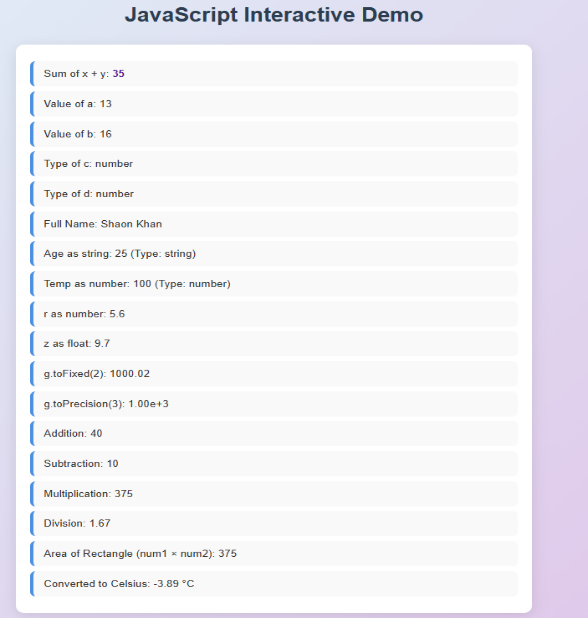 JavaScript Interactive Demo
Sum of x + y: 35
Value of a: 13
Value of b: 16
Type of c: number
Type of d: number
Full Name: Shaon Khan
Age as string: 25 (Type: string)
Temp as number: 100 (Type: number)
r as number: 5.6
z as float: 9.7
g.toFixed(2): 1000.02
g.toPrecision(3): 1.00e+3
Addition: 40
Subtraction: 10
Multiplication: 375
Division: 1.67
Area of Rectangle (num1 × num2): 375
Converted to Celsius: -3.89 °C